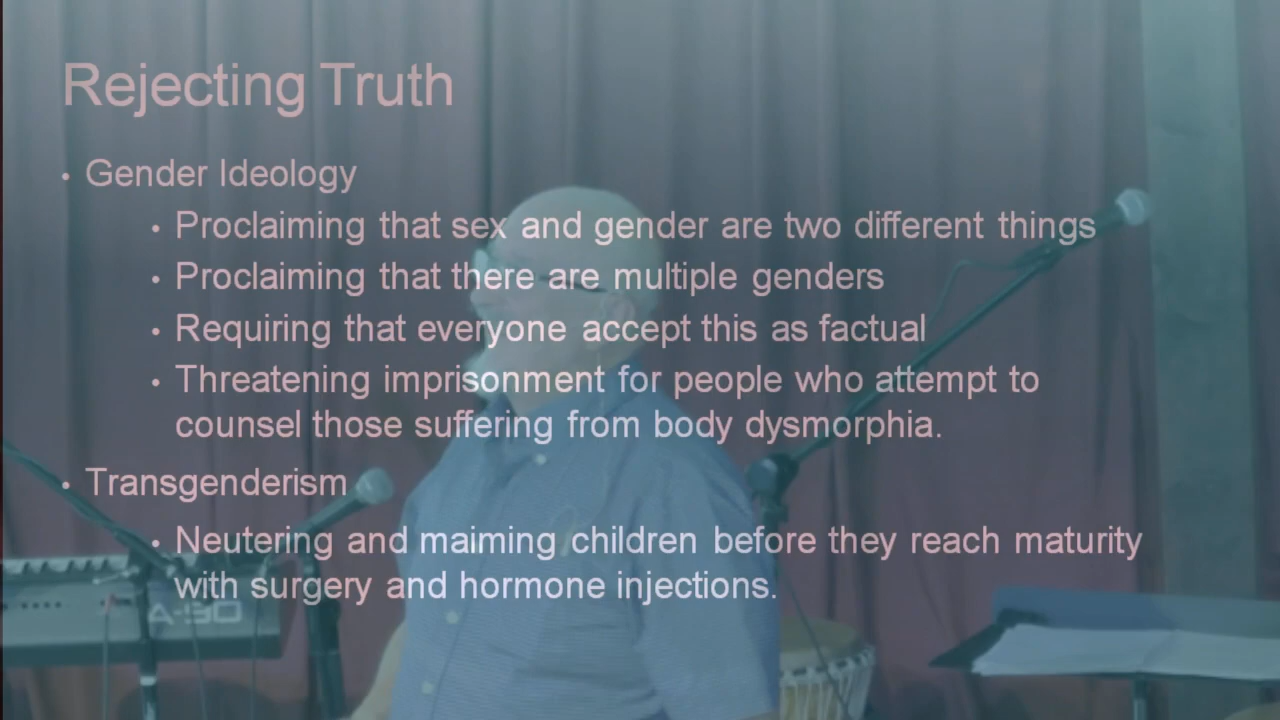 Rejecting Truth
• Gender Ideology
• Proclaiming that sex and gender are two different things
• Proclaiming that there are multiple genders
• Requiring that everyone accept this as factual
• Threatening imprisonment for people who attempt to
counsel those suffering from body dysmorphia.
• Transgenderism
• Neutering and maiming children before they reach maturity
with surgery and hormone injections.
A-90